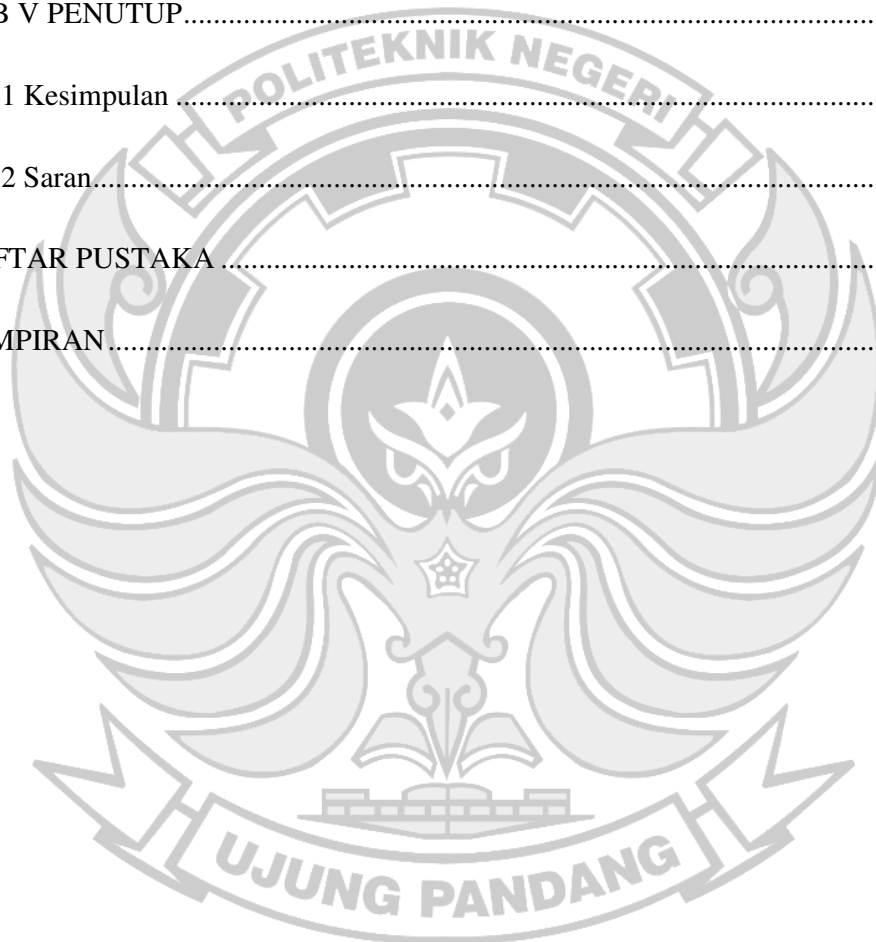 B V PENUTUP
POLITEKNIK NEGERI
1 Kesimpulan
2 Saran
FTAR PUSTAKA
MPIRAN
UJUNG PANDANG